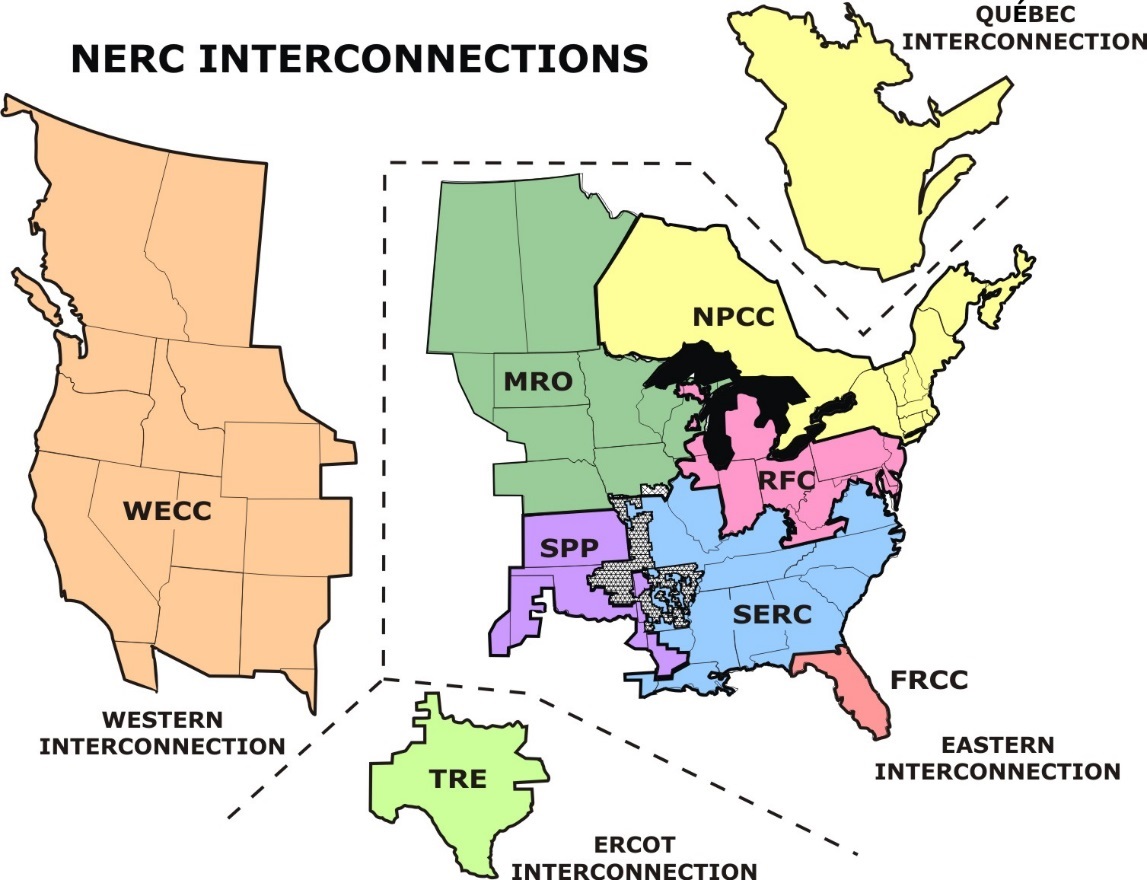 NERC INTERCONNECTIONS
QUÉBEC
INTERCONNECTION
NPCC
MRO
RFC
WECC
SPP
SERC
FRCC
WESTERN
INTERCONNECTION
EASTERN
INTERCONNECTION
TRE
ERCOT
INTERCONNECTION